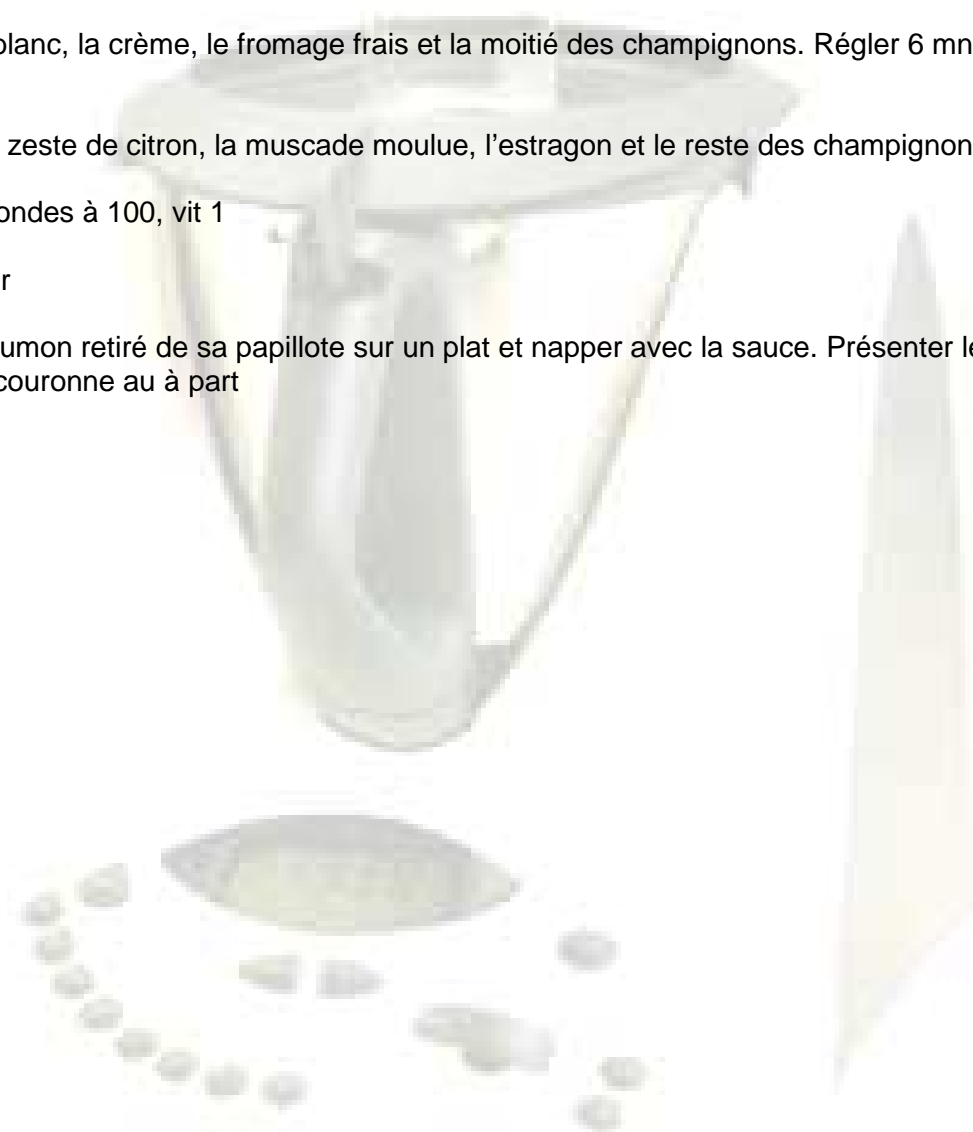 blanc, la crème, le fromage frais et la moitié des champignons. Régler 6 mn
zeste de citron, la muscade moulue, l'estragon et le reste des champignon
ondes à 100, vit 1
r
umon retiré de sa papillote sur un plat et napper avec la sauce. Présenter le
couronne au à part